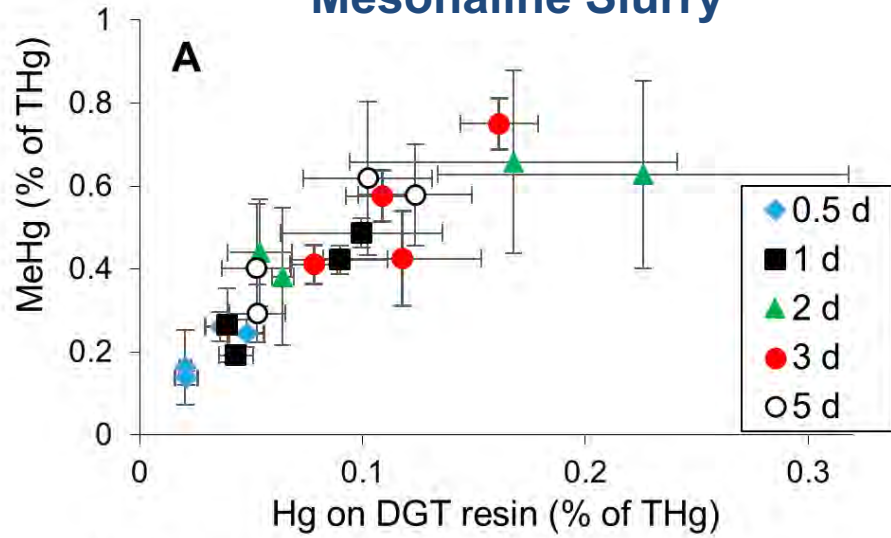 Mesohaline Slurry
A
1
0.8
0.6
0.4
0.2
0
MeHg (% of THg)
0
0.1
0.2
0.3
Hg on DGT resin (% of THg)
0.5 d
1 d
2 d
3 d
5 d